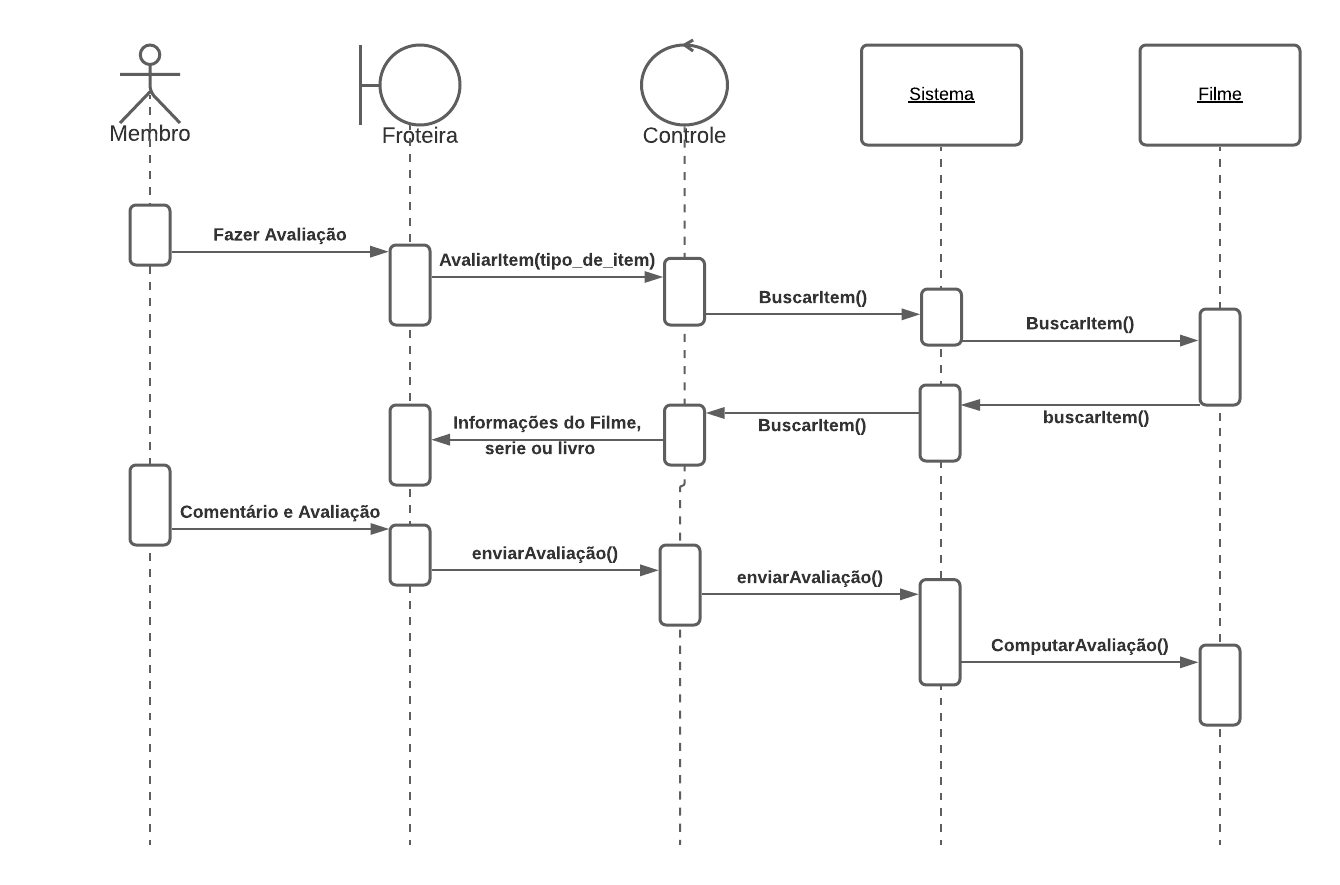 Membro
Froteira
Controle
Sistema
Filme
Fazer Avaliação
AvaliarItem(tipo_de_item)
BuscarItem()
BuscarItem()
buscarItem()
BuscarItem()
Informações do Filme,
serie ou livro
Comentário e Avaliação
enviarAvaliação()
enviarAvaliação()
ComputarAvaliação()